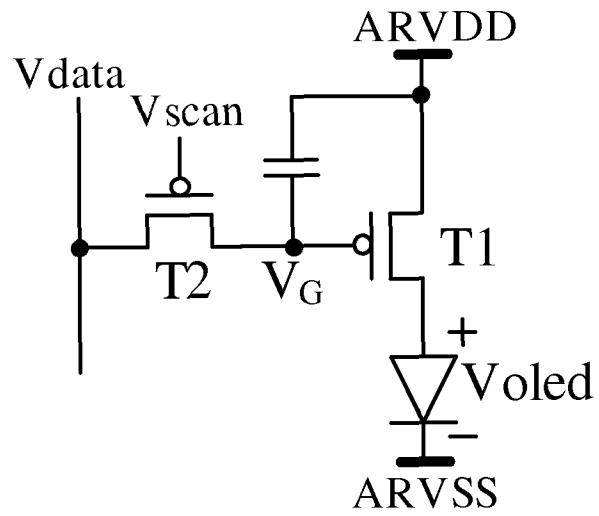 ARVDD
Vdata
Vscan
T2
VG
T1
+
Voled
−
ARVSS